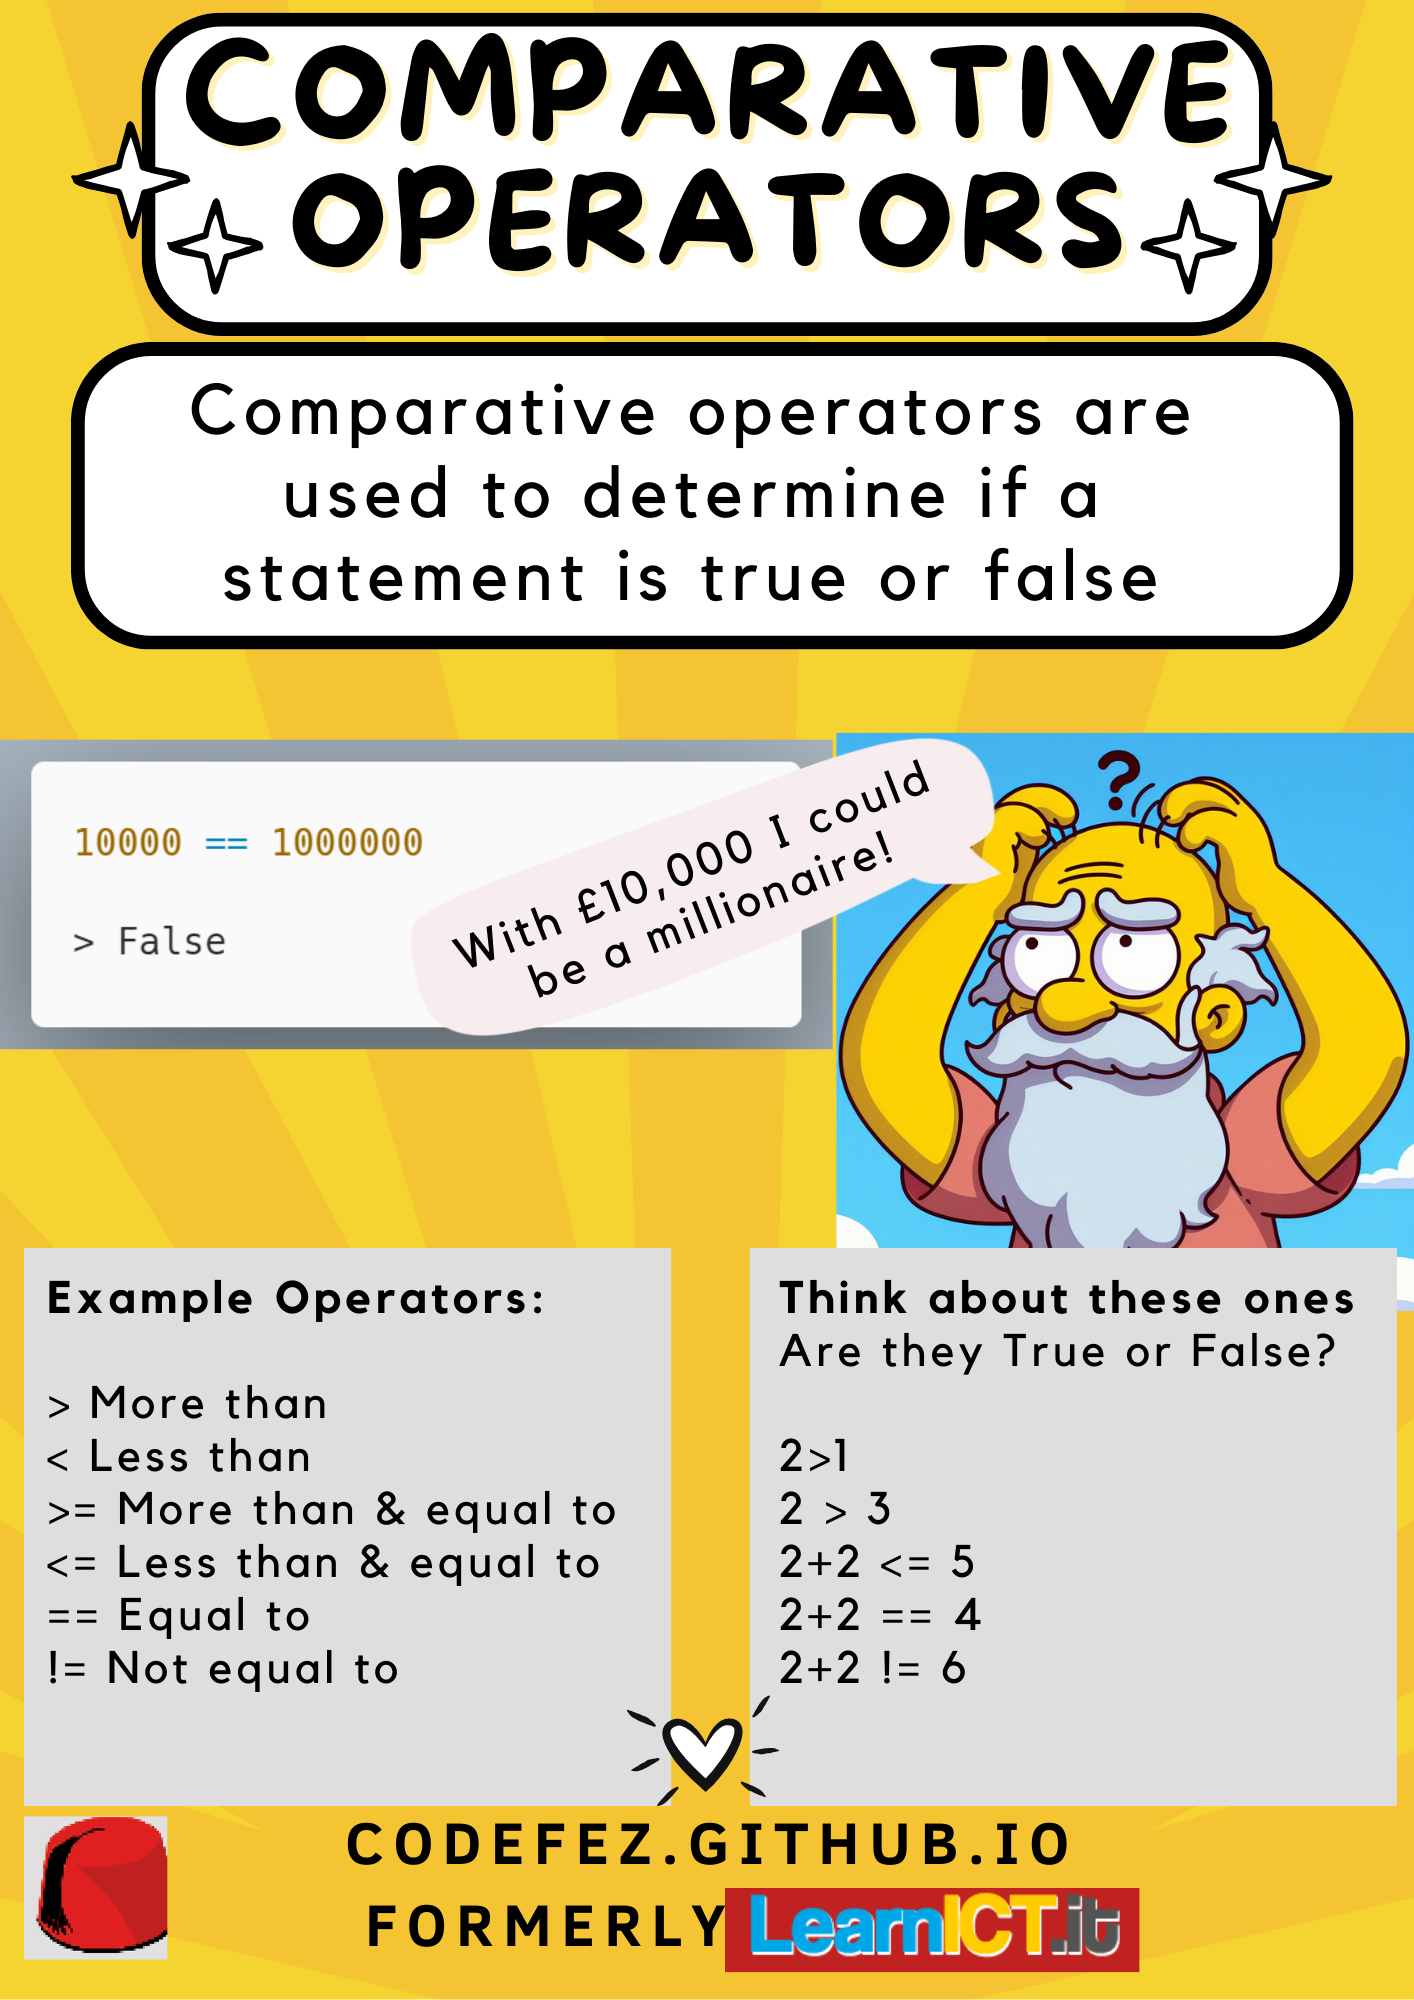 COMPARATIVE
OPERATORS
Comparative operators are
used to determine if a
statement is true or false
10000 == 1000000
> False
With £10,000 I could
be a millionaire!
?
Example Operators:
> More than
< Less than
>= More than & equal to
<= Less than & equal to
== Equal to
!= Not equal to
Think about these ones
Are they True or False?
2>1
2 > 3
2+2 <= 5
2+2 == 4
2+2 != 6
CODEFEZ.GITHUB.IO
FORMERLY LearnICT.it